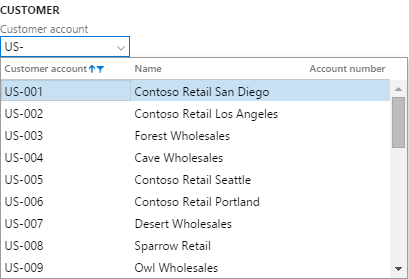 CUSTOMER
Customer account
US-
Customer account Name Account number
US-001 Contoso Retail San Diego
US-002 Contoso Retail Los Angeles
US-003 Forest Wholesales
US-004 Cave Wholesales
US-005 Contoso Retail Seattle
US-006 Contoso Retail Portland
US-007 Desert Wholesales
US-008 Sparrow Retail
US-009 Owl Wholesales